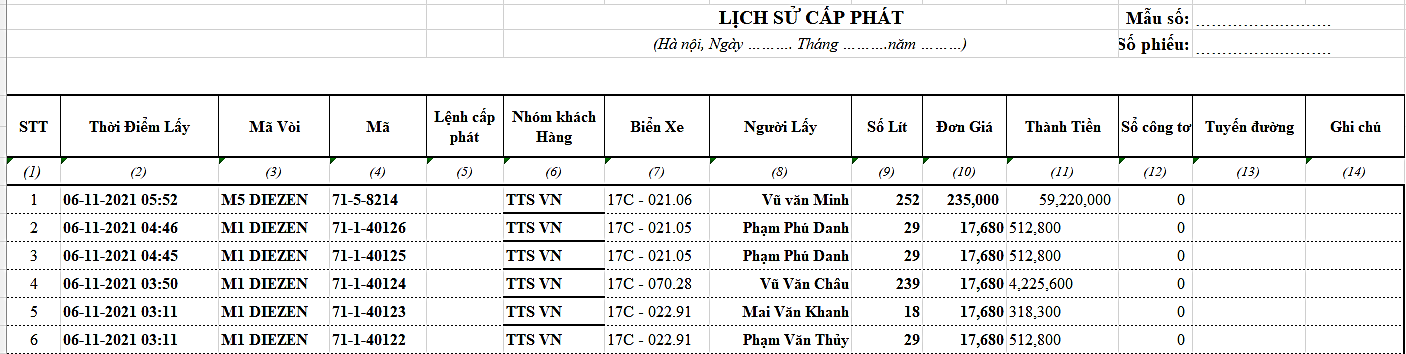 LỊCH SỬ CẤP PHÁT Mẫu số: ........................
(Hà nội, Ngày ………. Tháng ……….năm ………) Số phiếu: ........................
STT Thời Điểm Lấy Mã Vòi Mã Lệnh cấp phát Nhóm khách Hàng Biển Xe Người Lấy Số Lít Đơn Giá Thành Tiền Sổ công tơ Tuyến đường Ghi chú
(1) (2) (3) (4) (5) (6) (7) (8) (9) (10) (11) (12) (13) (14)
1 06-11-2021 05:52 M5 DIEZEN 71-5-8214 TTS VN 17C - 021.06 Vũ văn Minh 252 235,000 59,220,000 0
2 06-11-2021 04:46 M1 DIEZEN 71-1-40126 TTS VN 17C - 021.05 Phạm Phú Danh 29 17,680 512,800 0
3 06-11-2021 04:45 M1 DIEZEN 71-1-40125 TTS VN 17C - 021.05 Phạm Phú Danh 29 17,680 512,800 0
4 06-11-2021 03:50 M1 DIEZEN 71-1-40124 TTS VN 17C - 070.28 Vũ Văn Châu 239 17,680 4,225,600 0
5 06-11-2021 03:11 M1 DIEZEN 71-1-40123 TTS VN 17C - 022.91 Mai Văn Khanh 18 17,680 318,300 0
6 06-11-2021 03:11 M1 DIEZEN 71-1-40122 TTS VN 17C - 022.91 Phạm Văn Thủy 29 17,680 512,800 0